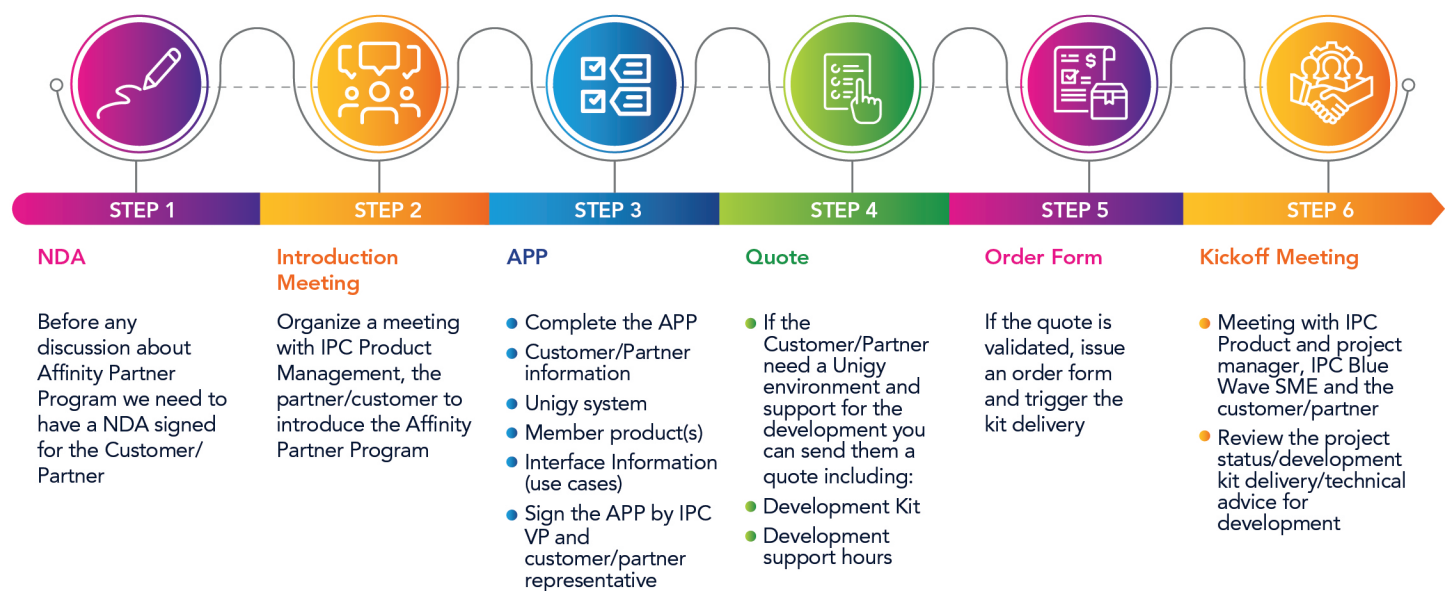 $
STEP 1
STEP 2
STEP 3
STEP 4
STEP 5
STEP 6
NDA
Before any
discussion about
Affinity Partner
Program we need to
have a NDA signed
for the Customer/
Partner
Introduction
Meeting
Organize a meeting
with IPC Product
Management, the
partner/customer to
introduce the Affinity
Partner Program
APP
Complete the APP
Customer/Partner
information
Unigy system
Member product(s)
Interface Information
(use cases)
Sign the APP by IPC
VP and
customer/partner
representative
Quote
If the
Customer/Partner
need a Unigy
environment and
support for the
development you
can send them a
quote including:
Development Kit
Development
support hours
Order Form
If the quote is
validated, issue
an order form
and trigger the
kit delivery
Kickoff Meeting
Meeting with IPC
Product and project
manager, IPC Blue
Wave SME and the
customer/partner
Review the project
status/development
kit delivery/technical
advice for
development